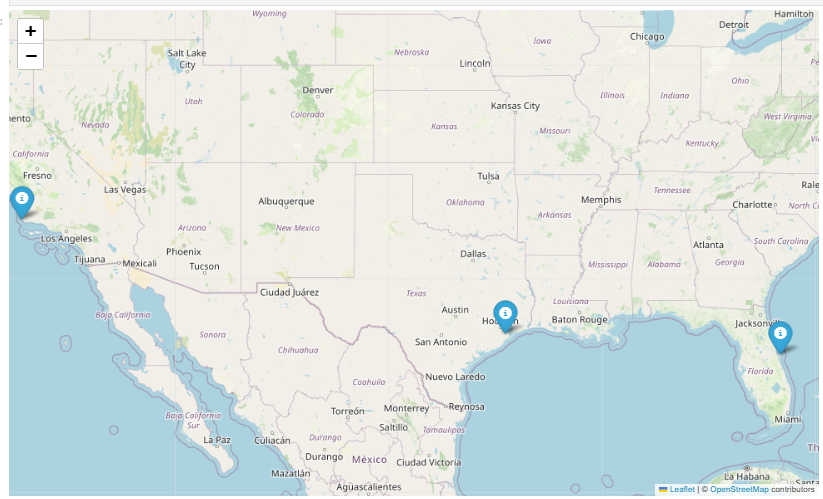 +
−
Wyoming
Hamilton
Detroit
Chicago
Iowa
Nebraska
Salt Lake
City
Lincoln
Denver
Utah
Colorado
Ohio
Illinois
Indiana
Kansas City
Nevada
Kansas
Missouri
West Virginia
Kentucky
California
Fresno
Las Vegas
Tulsa
Tennessee
Albuquerque
Oklahoma
Memphis
Charlotte
Arkansas
Arizona
New Mexico
Los Angeles
South Carolina
Atlanta
Phoenix
Dallas
Tijuana
Mexicali
Tucson
Mississippi
Alabama
Georgia
Ciudad Juárez
Texas
Louisiana
Austin
Baja California
Baton Rouge
Sonora
San Antonio
Chihuahua
Florida
Coahuila
Nuevo Laredo
Torreón
Monterrey
Reynosa
Baja California
Sur
Saltillo
Tamaulipas
Miami
La Paz
Culiacán
Durango
Durango
México
Ciudad Victoria
Mazatlán
La Habana
Aguascalientes
Leaflet | © OpenStreetMap contributors